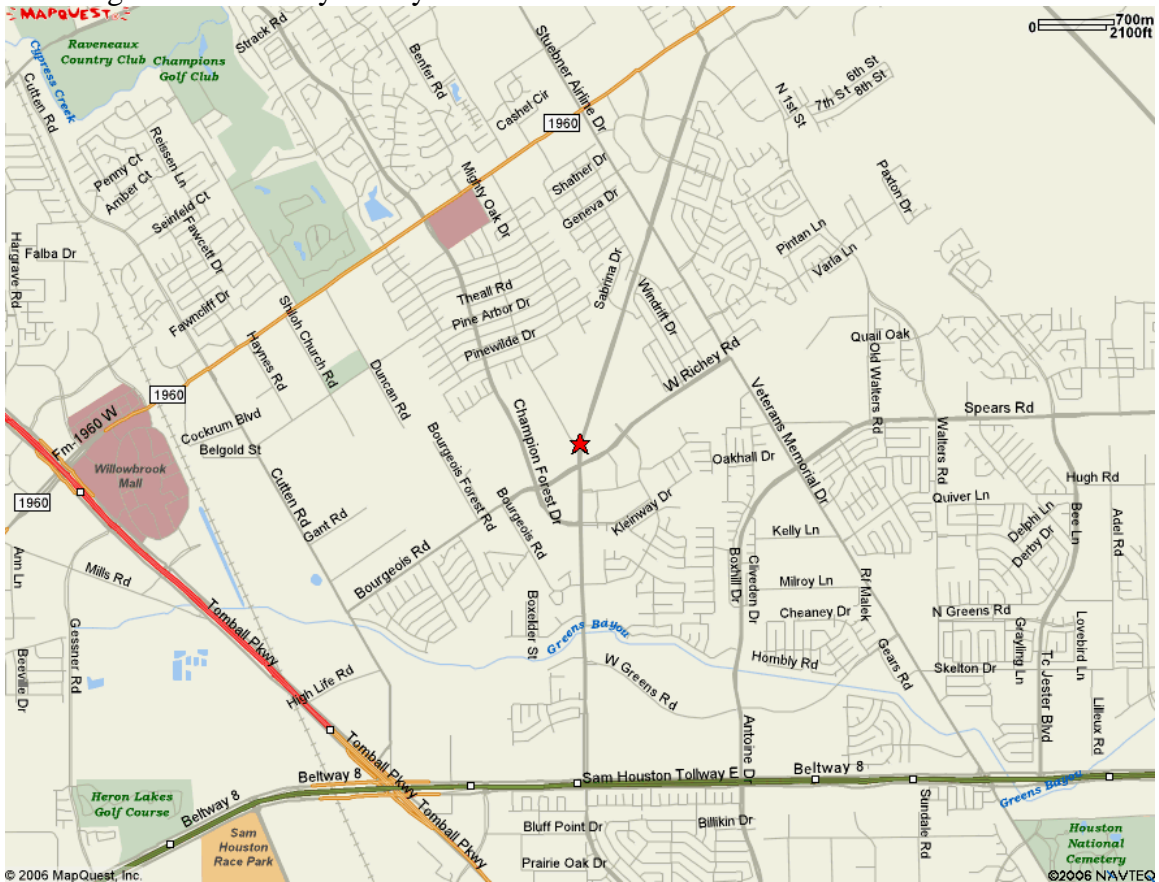 MAPQUEST
Raveneaux
Country Club
Champions
Golf Club
Cypress Creek
Cutten Rd
Strack Rd
Benfer Rd
Cashel Cir
Stuebner Airline Dr
1960
N 1st St
6th St
7th St
8th St
0
700m
2100ft
Penny Ct
Amber Ct
Reissen Ln
Seinfeld Ct
Fawcett Dr
Mighty Oak Dr
Shafner Dr
Geneva Dr
Paxton Dr
Pintan Ln
Varla Ln
Hargrave Rd
Falba Dr
Fawncliff Dr
Shiloh Church Rd
Haynes Rd
Theall Rd
Pine Arbor Dr
Pinewilde Dr
Sabrina Dr
Windrift Dr
W Richey Rd
Quail Oak
Old Walters Rd
Duncan Rd
Fm-1960 W
1960
Cockrum Blvd
Belgold St
Champion Forest Dr
Veterans Memorial Dr
Spears Rd
Walters Rd
Willowbrook
Mall
1960
Cutten Rd
Gant Rd
Bourgeois Forest Rd
Bourgeois Rd
Bourgeois Rd
Oakhall Dr
Kleinway Dr
Hugh Rd
Quiver Ln
Delphi Ln
Derby Dr
Bee Ln
Adel Rd
Kelly Ln
Ann Ln
Mills Rd
Boxelder St
Boxhill Dr
Cliveden Dr
Milroy Ln
Cheaney Dr
Rr Malek
N Greens Rd
Grayling Ln
Lovebird Ln
Tomball Pkwy
Gessner Rd
Beeville Dr
High Life Rd
Greens Bayou
W Greens Rd
Hombly Rd
Gears Rd
Skelton Dr
Tc Jester Blvd
Lilleux Rd
Antoine Dr
Tomball Pkwy
Beltway 8
Sam Houston Tollway E
Beltway 8
Greens Bayou
Heron Lakes
Golf Course
Beltway 8
Tomball Pkwy
Sam
Houston
Race Park
Bluff Point Dr
Billikin Dr
Sundale Rd
Prairie Oak Dr
Houston
National
Cemetery
© 2006 MapQuest, Inc.
©2006 NAVTEQ